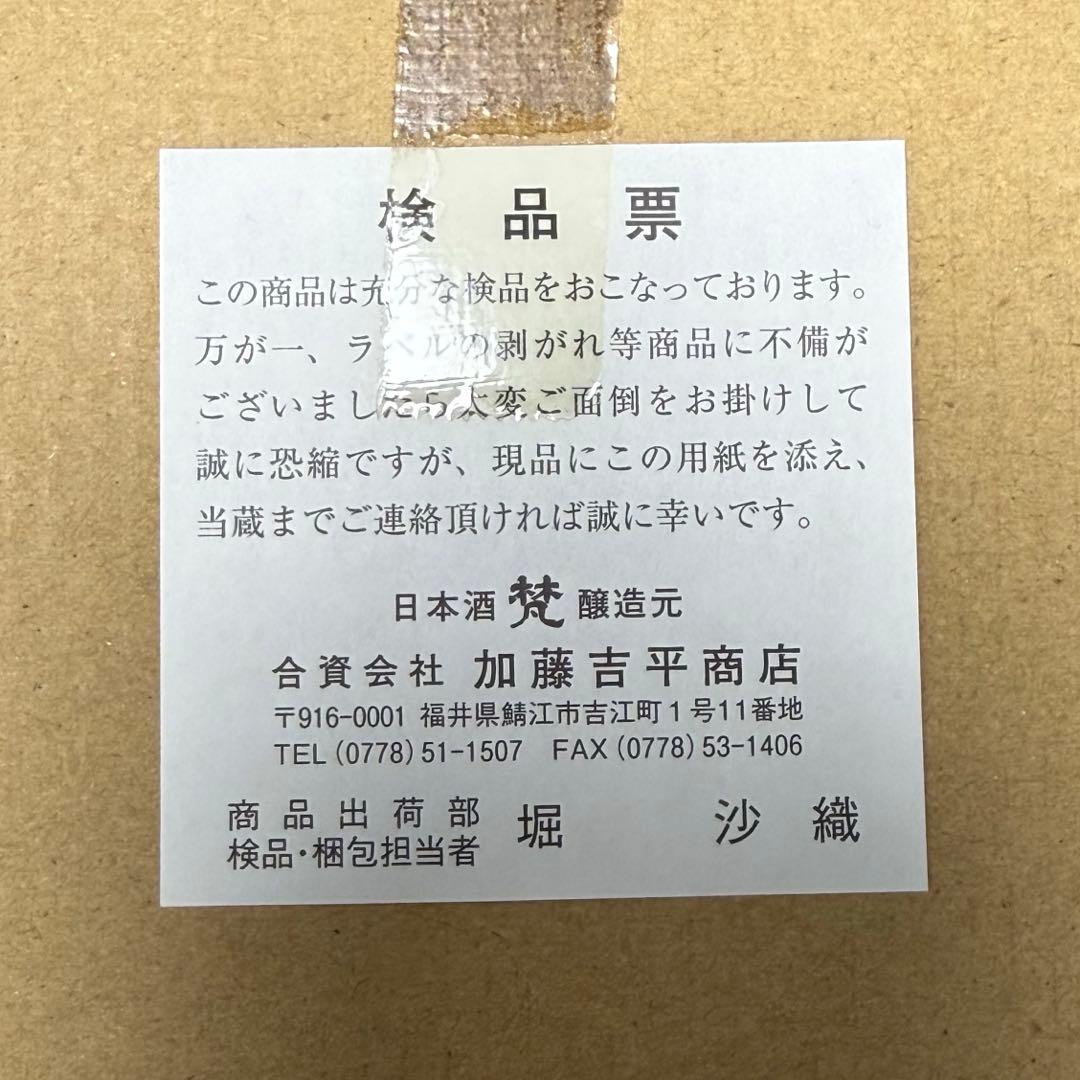 検品票
この商品は充分な検品をおこなっております。
万が一、ラベルの剥がれ等商品に不備が
ございましたら大変ご面倒をお掛けして
誠に恐縮ですが、現品にこの用紙を添え、
当蔵までご連絡頂ければ誠に幸いです。
日本酒 梵 醸造元
合資会社 加藤吉平商店
〒916-0001 福井県鯖江市吉江町1号11番地
TEL(0778)51-1507 FAX(0778)53-1406
商品出荷部
検品・梱包担当者 堀 沙織